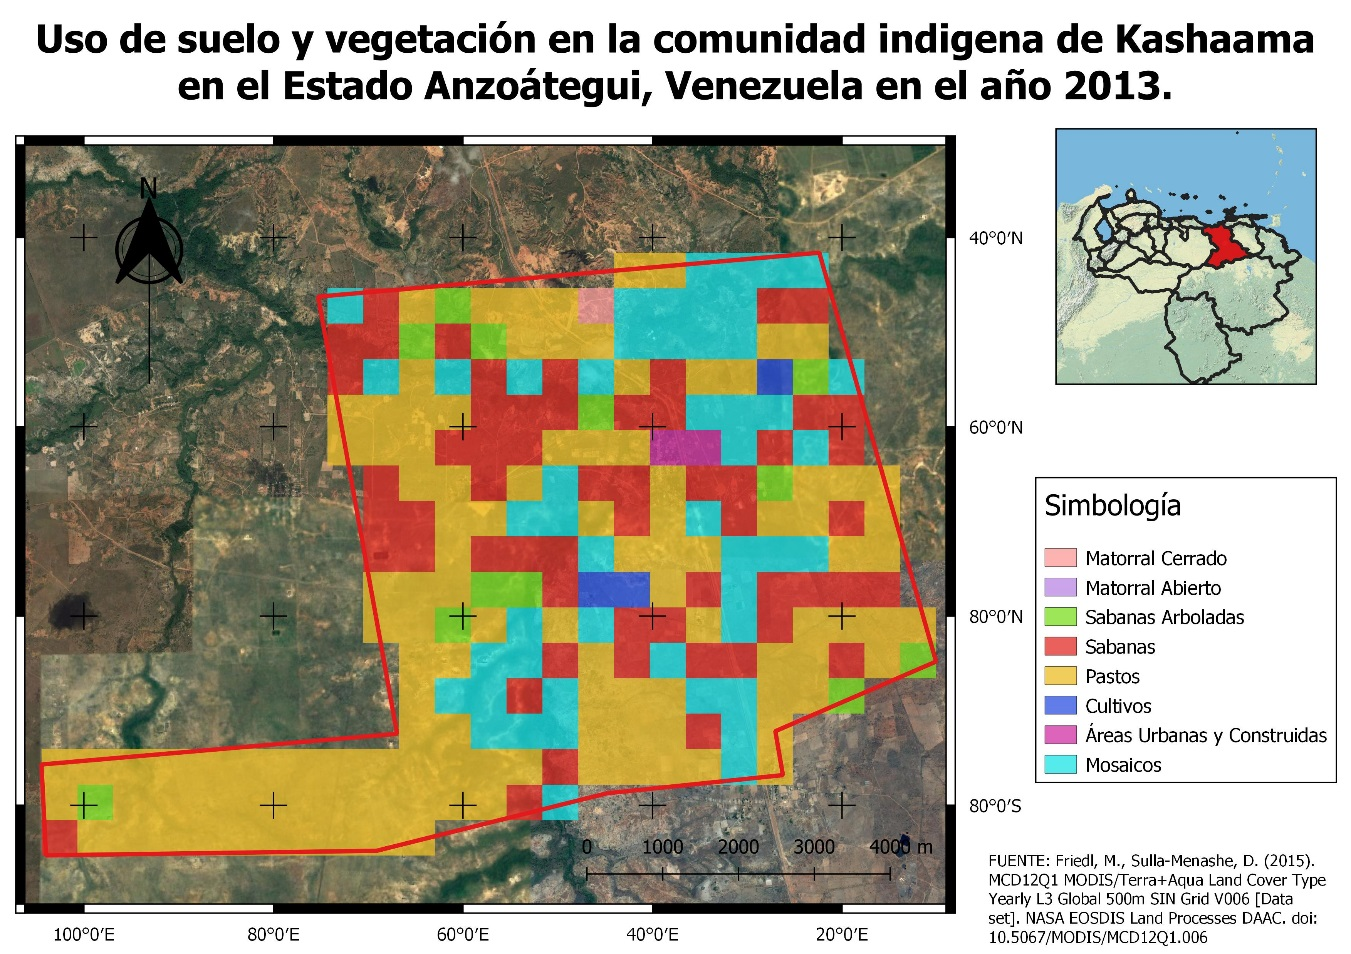 Uso de suelo y vegetación en la comunidad indigena de Kashaama
en el Estado Anzoátegui, Venezuela en el año 2013.
N
40°0′N
60°0′N
80°0′N
80°0′S
0 1000 2000 3000 4000 m
100°0′E 80°0′E 60°0′E 40°0′E 20°0′E
Simbología
Matorral Cerrado
Matorral Abierto
Sabanas Arboladas
Sabanas
Pastos
Cultivos
Áreas Urbanas y Construidas
Mosaicos
FUENTE: Friedl, M., Sulla-Menashe, D. (2015).
MCD12Q1 MODIS/Terra+Aqua Land Cover Type
Yearly L3 Global 500m SIN Grid V006 [Data
set]. NASA EOSDIS Land Processes DAAC. doi:
10.5067/MODIS/MCD12Q1.006